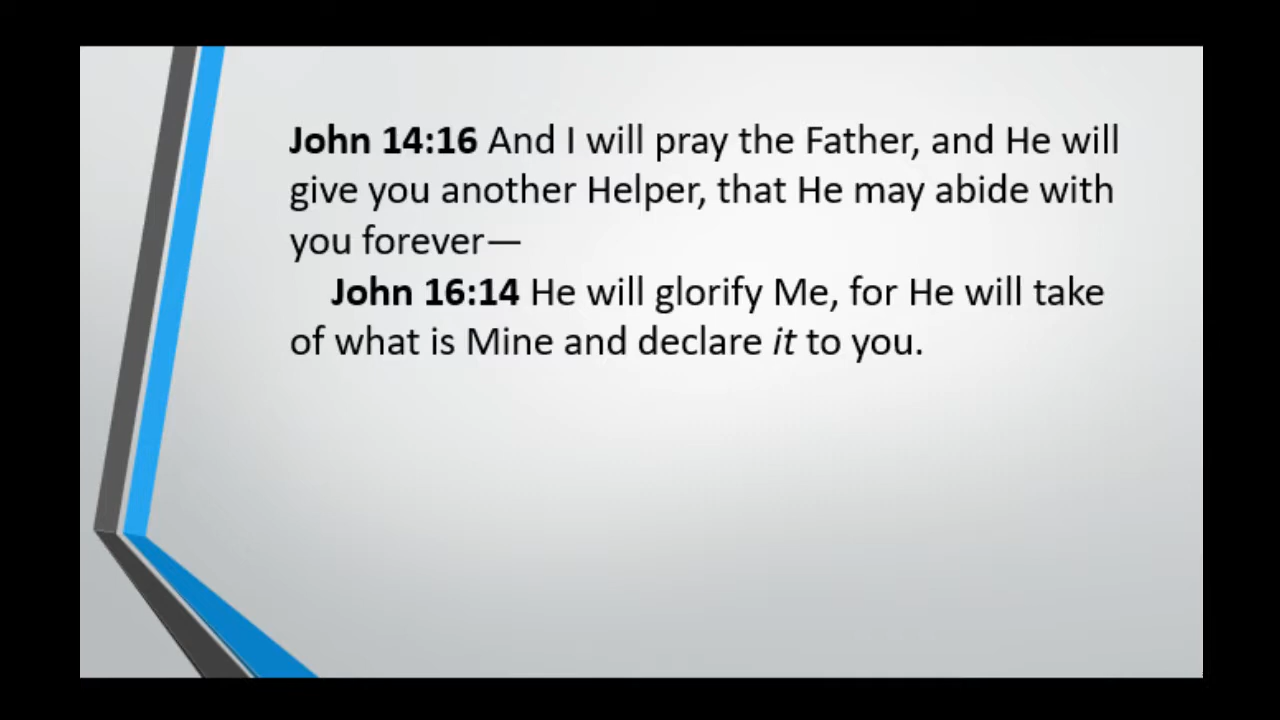 John 14:16 And I will pray the Father, and He will
give you another Helper, that He may abide with
you forever—
John 16:14 He will glorify Me, for He will take
of what is Mine and declare it to you.